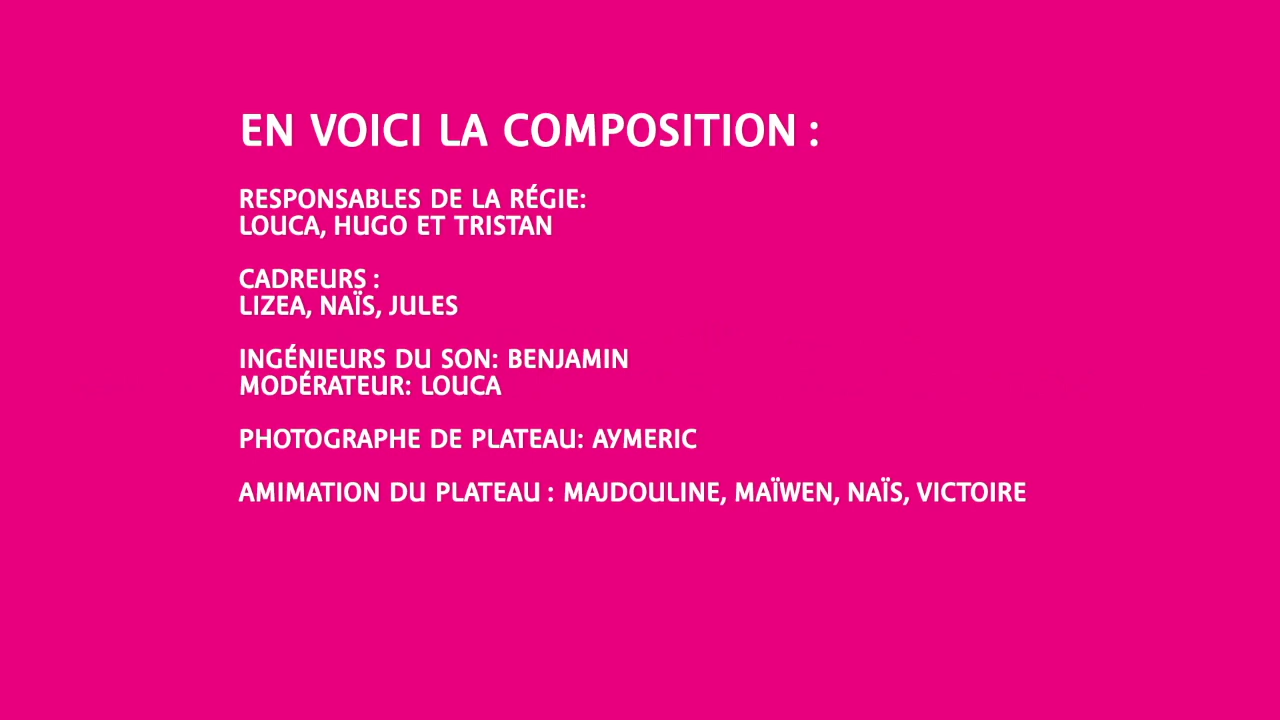 EN VOICI LA COMPOSITION :
RESPONSABLES DE LA RÉGIE:
LOUCA, HUGO ET TRISTAN
CADREURS :
LIZEA, NAÏS, JULES
INGÉNIEURS DU SON: BENJAMIN
MODÉRATEUR: LOUCA
PHOTOGRAPHE DE PLATEAU: AYMERIC
AMIMATION DU PLATEAU : MAJDOULINE, MAÏWEN, NAÏS, VICTOIRE